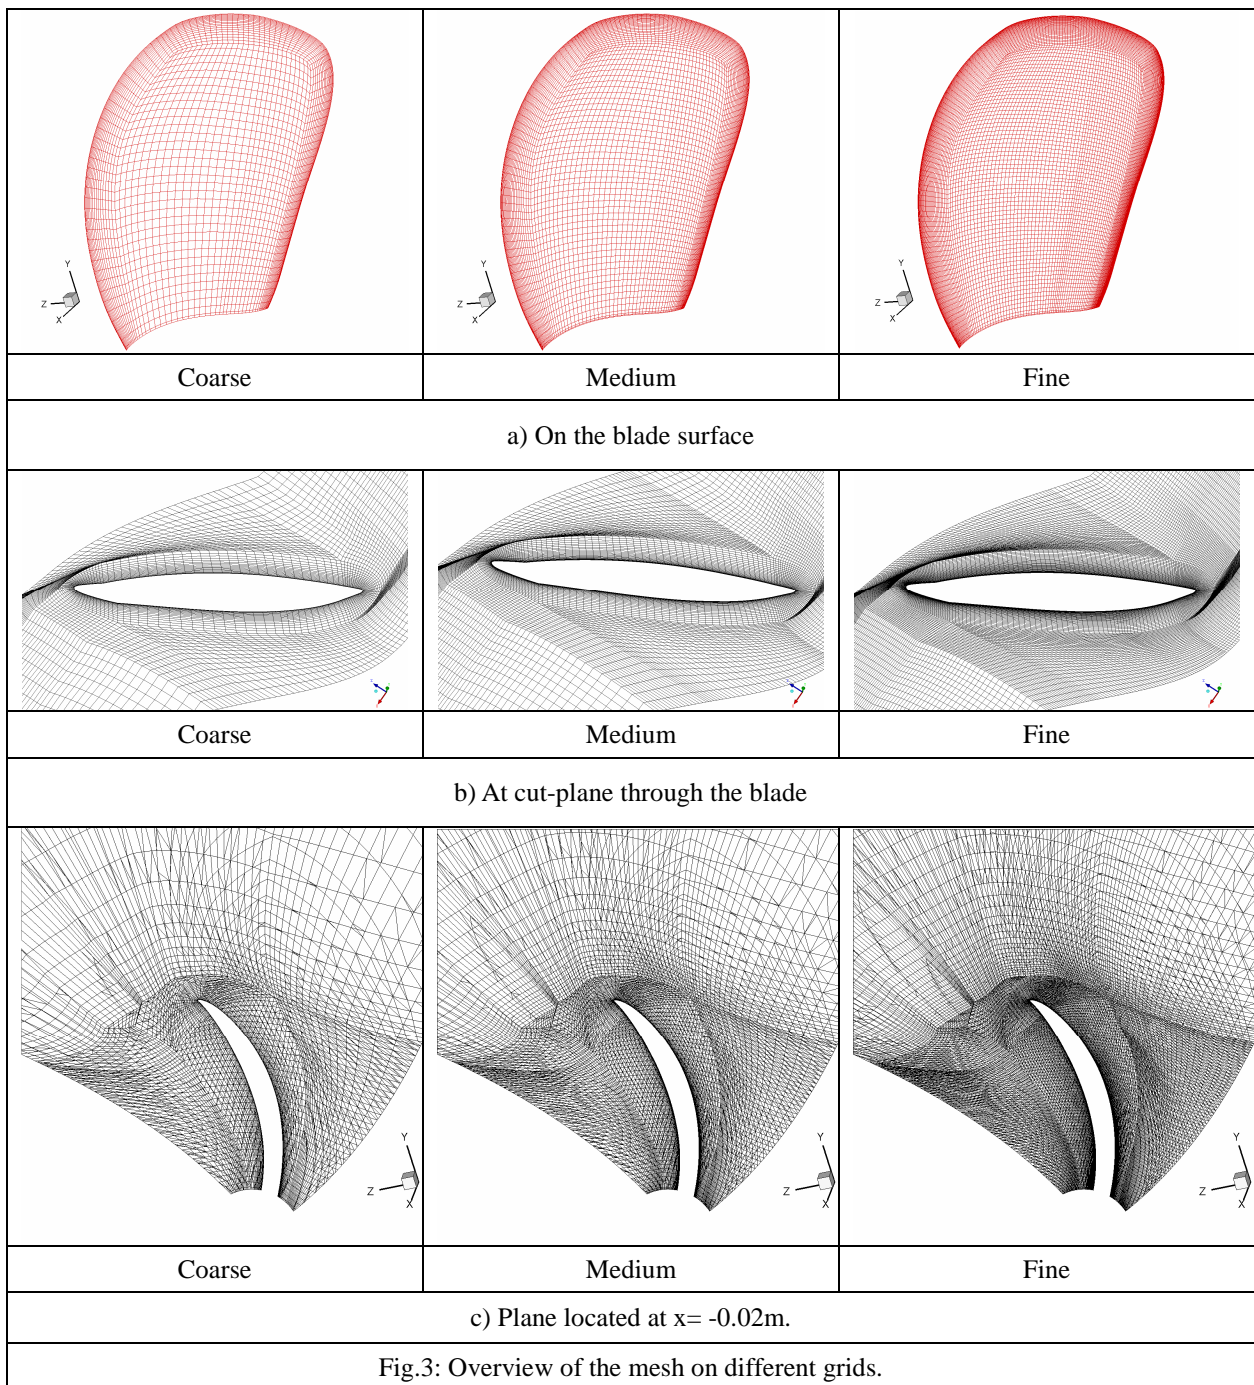 Y
Z
X
Y
Z
X
Y
Z
X
Coarse
Medium
Fine
a) On the blade surface
Coarse
Medium
Fine
b) At cut-plane through the blade
Y
Z
X
Y
Z
X
Y
Z
X
Coarse
Medium
Fine
c) Plane located at x= -0.02m.
Fig.3: Overview of the mesh on different grids.